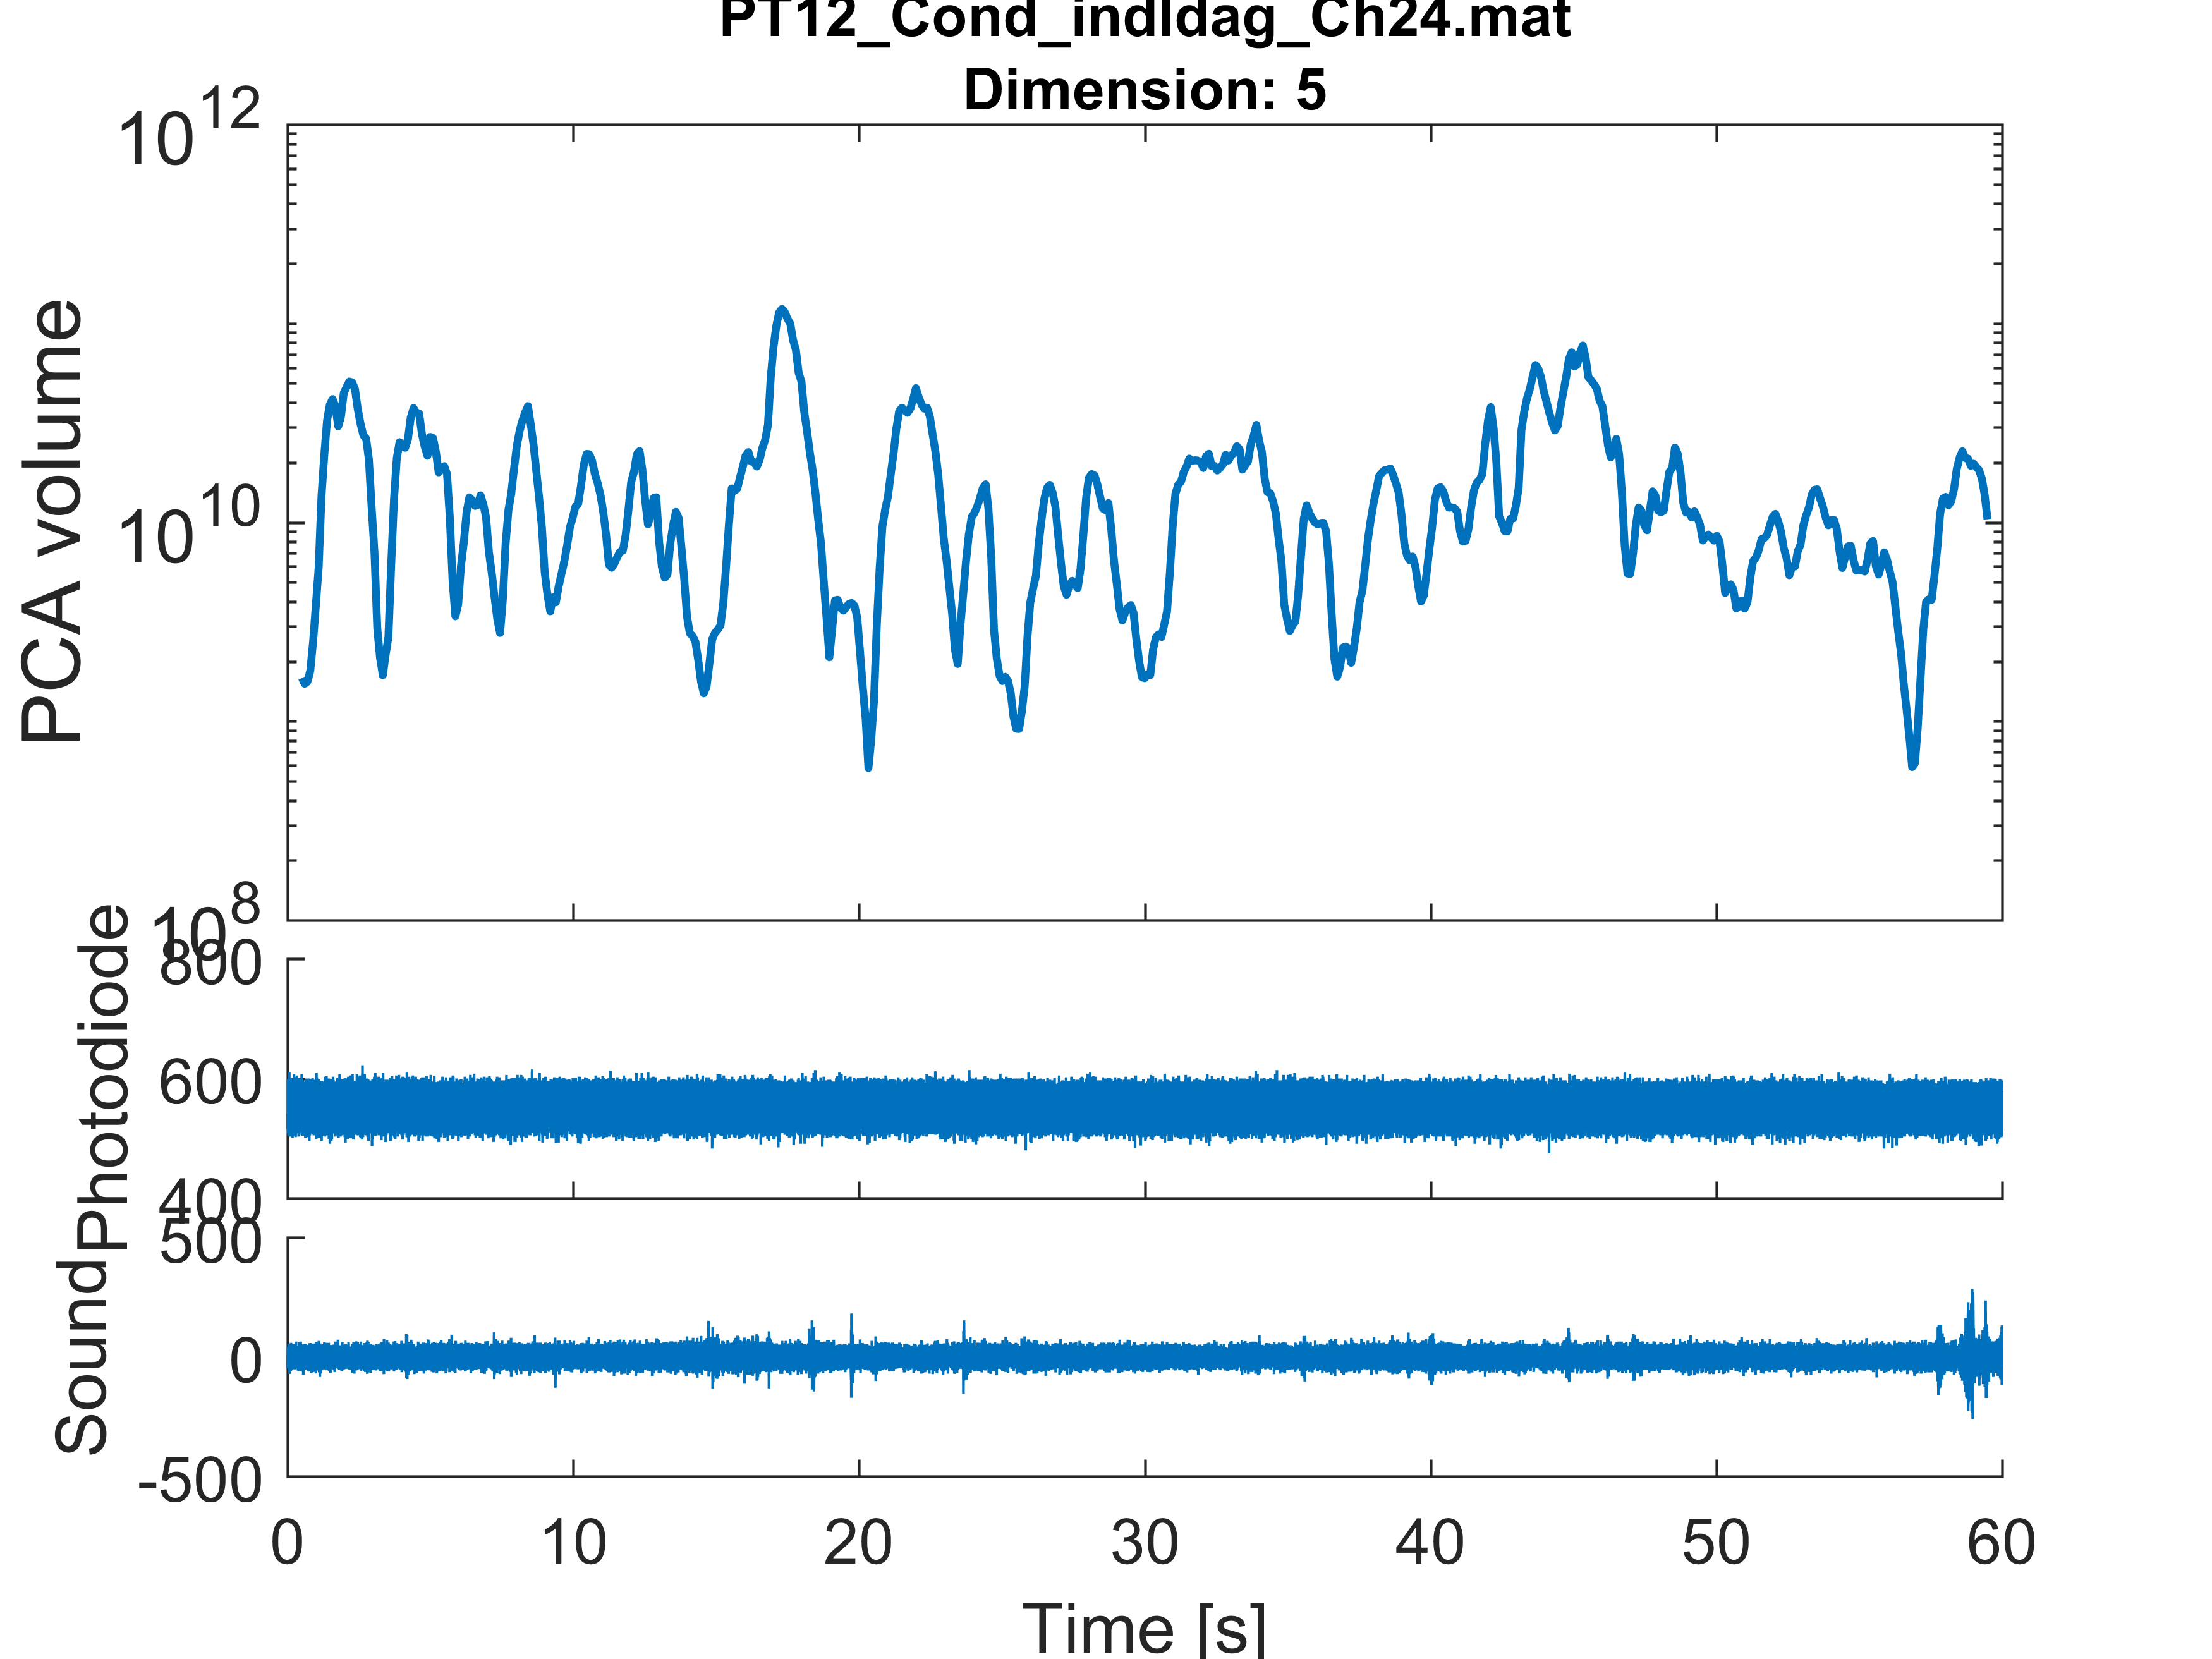 PT12_Cond_indIdag_Ch24.mat
Dimension: 5
10^12
10^10
10^8
PCA volume
800
600
400
Photodiode
500
0
-500
Sound
0 10 20 30 40 50 60
Time [s]